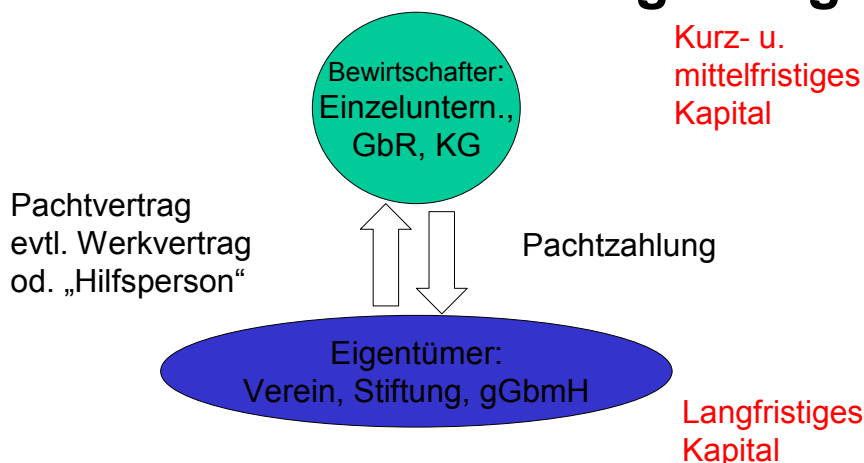 Kurz- u.
mittelfristiges
Kapital
Bewirtschafter:
Einzeluntern.,
GbR, KG
Pachtvertrag
evtl. Werkvertrag
od. „Hilfsperson“
Pachtzahlung
Eigentümer:
Verein, Stiftung, gGbmH
Langfristiges
Kapital